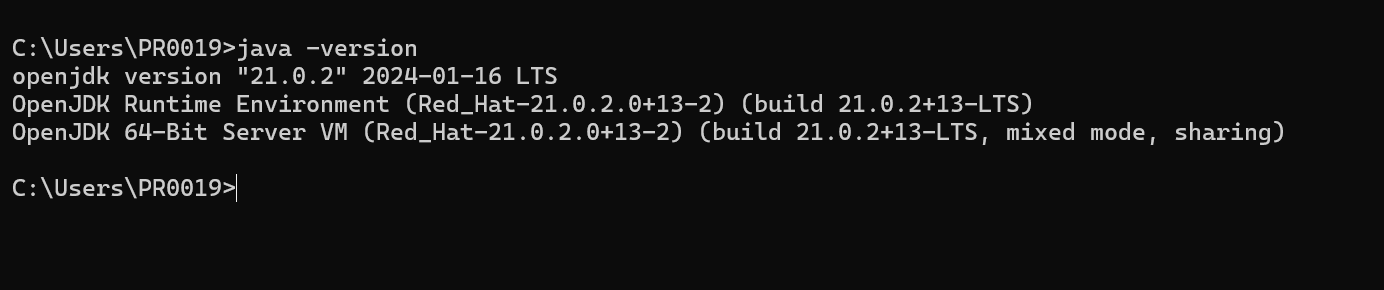 C:\Users\PR0019>java -version
openjdk version "21.0.2" 2024-01-16 LTS
OpenJDK Runtime Environment (Red_Hat-21.0.2.0+13-2) (build 21.0.2+13-LTS)
OpenJDK 64-Bit Server VM (Red_Hat-21.0.2.0+13-2) (build 21.0.2+13-LTS, mixed mode, sharing)
C:\Users\PR0019>